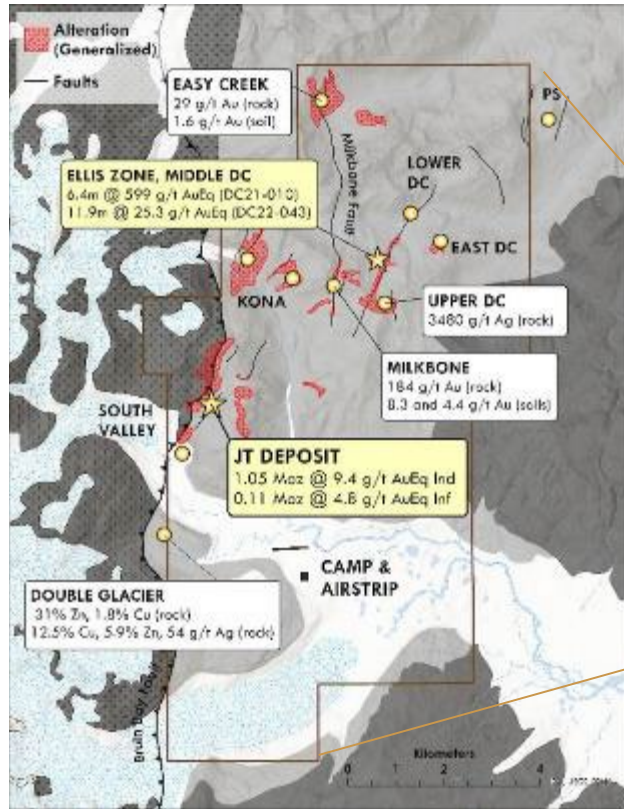 Alteration
(Generalized)
Faults
EASY CREEK
29 g/t Au (rock)
1.6 g/t Au (soil)
PS
Milkbone Fault
LOWER
DC
ELLIS ZONE, MIDDLE DC
6.4m @ 599 g/t AuEq (DC21-010)
11.9m @ 25.3 g/t AuEq (DC22-043)
EAST DC
KONA
UPPER DC
3480 g/t Ag (rock)
MILKBONE
184 g/t Au (rock)
8.3 and 4.4 g/t Au (soils)
SOUTH
VALLEY
JT DEPOSIT
1.05 Moz @ 9.4 g/t AuEq Ind
0.11 Moz @ 4.8 g/t AuEq Inf
CAMP &
AIRSTRIP
DOUBLE GLACIER
31% Zn, 1.8% Cu (rock)
12.5% Cu, 5.9% Zn, 54 g/t Ag (rock)
Bruin Bay Fault
Kilometers
0 2 4